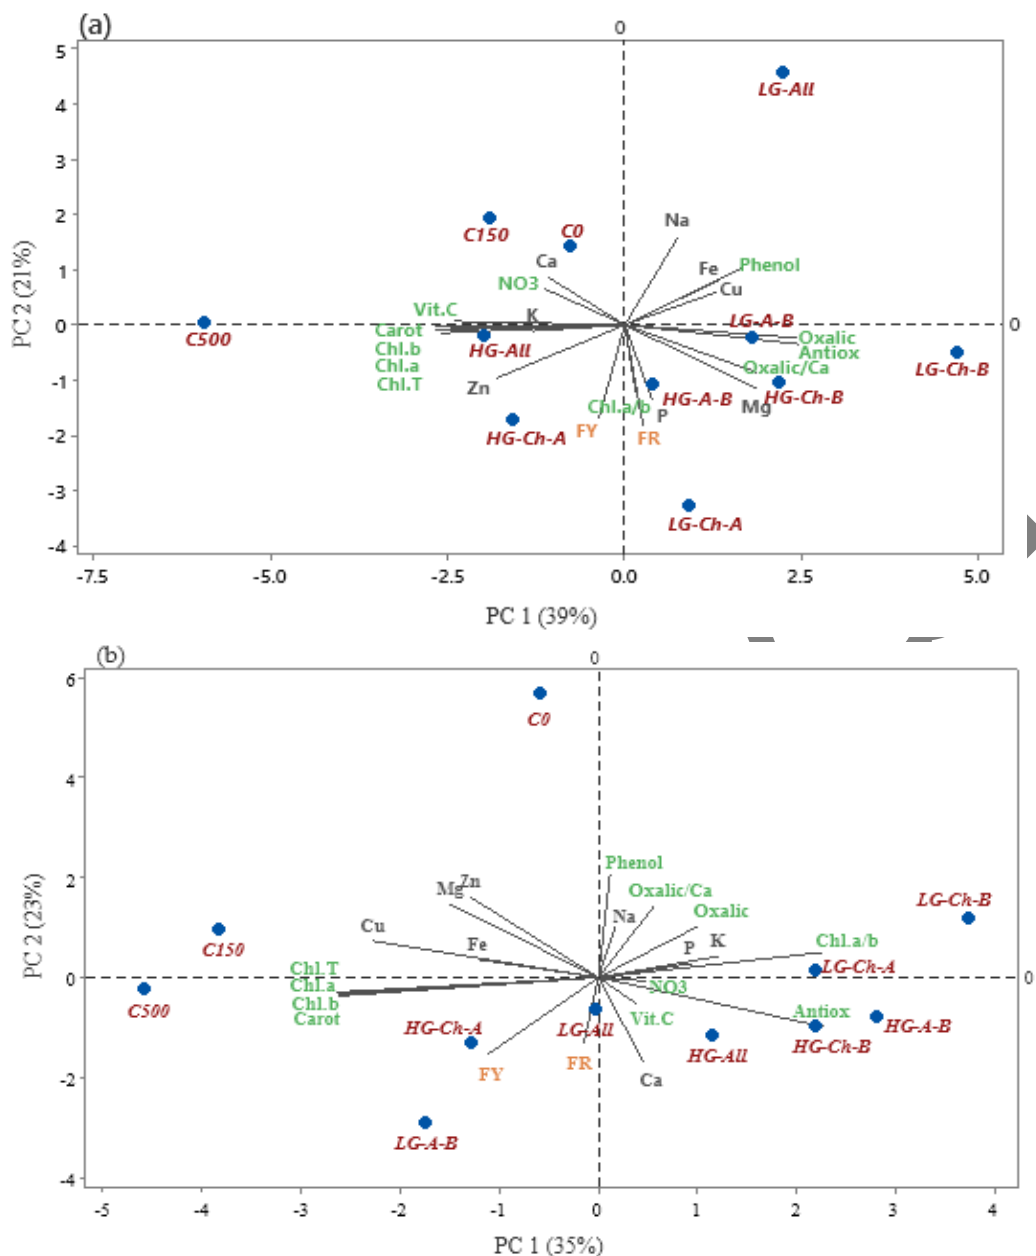 (a)
0
5
LG-All
4
3
Na
2
C150
C0
Ca
Fe
Phenol
1
NO3
Cu
Vit.C
K
LG-A-B
0
0
C500
Carot
HG-All
Oxalic
Chl.b
Antiox
LG-Ch-B
Chl.a
Oxalic/Ca
-1
Chl.T
Zn
HG-A-B
HG-Ch-B
Chl.a/b
P
Mg
-2
HG-Ch-A
FY
FR
-3
LG-Ch-A
-4
-7.5
-5.0
-2.5
0.0
2.5
5.0
PC 1 (39%)
PC 2 (21%)
(b)
0
6
C0
4
2
Phenol
Zn
Mg
Oxalic/Ca
LG-Ch-B
Oxalic
Na
Cu
C150
Fe
P
K
Chl.a/b
Chl.T
LG-Ch-A
0
0
Chl.a
NO3
C500
Chl.b
Carot
Vit.C
Antiox
HG-Ch-A
LG-All
HG-A-B
HG-All
HG-Ch-B
FY
FR
Ca
-2
LG-A-B
-4
-5
-4
-3
-2
-1
0
1
2
3
4
PC 1 (35%)
PC 2 (23%)